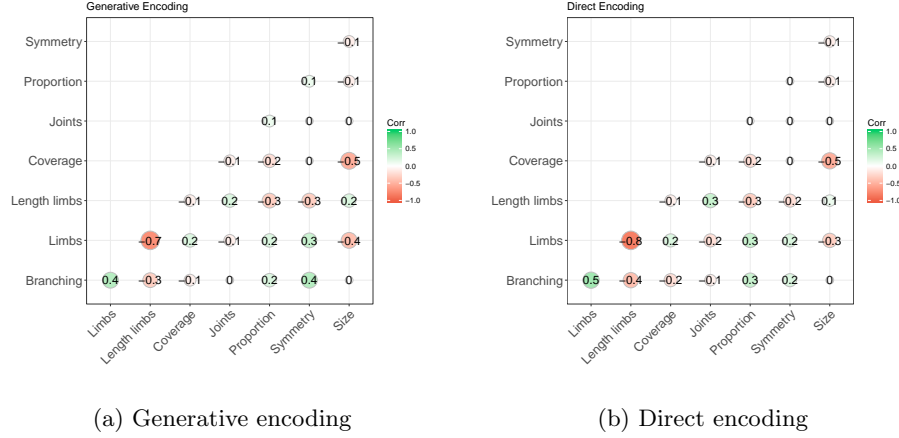 Generative Encoding
Symmetry −0.1
Proportion 0.1 −0.1
Joints 0.1 0 0
Coverage −0.1 −0.2 0 −0.5
Length limbs −0.1 0.2 −0.3 −0.3 0.2
Limbs −0.7 0.2 −0.1 0.2 0.3 −0.4
Branching 0.4 −0.3 −0.1 0 0.2 0.4 0
Limbs
Length limbs
Coverage
Joints
Proportion
Symmetry
Size
Corr
1.0
0.5
0.0
−0.5
−1.0
(a) Generative encoding
Direct Encoding
Symmetry −0.1
Proportion 0 −0.1
Joints 0 0 0
Coverage −0.1 −0.2 0 −0.5
Length limbs −0.1 0.3 −0.3 −0.2 0.1
Limbs −0.8 0.2 −0.2 0.3 0.2 −0.3
Branching 0.5 −0.4 −0.2 −0.1 0.3 0.2 0
Limbs
Length limbs
Coverage
Joints
Proportion
Symmetry
Size
Corr
1.0
0.5
0.0
−0.5
−1.0
(b) Direct encoding